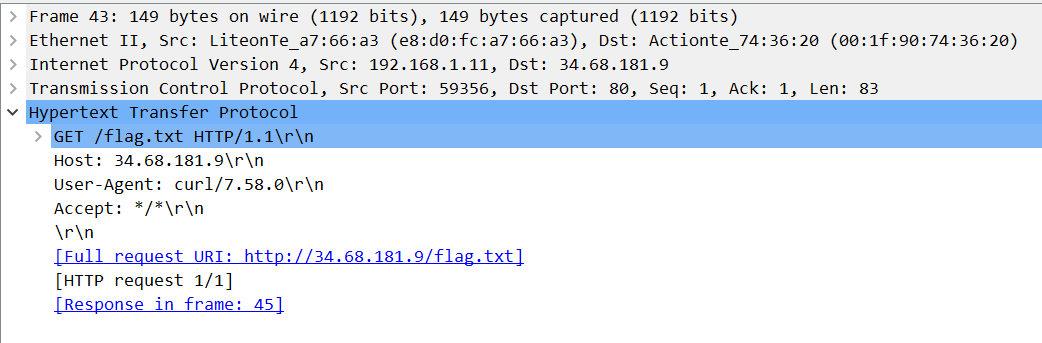 Frame 43: 149 bytes on wire (1192 bits), 149 bytes captured (1192 bits)
Ethernet II, Src: LiteonTe_a7:66:a3 (e8:d0:fc:a7:66:a3), Dst: Actionte_74:36:20 (00:1f:90:74:36:20)
Internet Protocol Version 4, Src: 192.168.1.11, Dst: 34.68.181.9
Transmission Control Protocol, Src Port: 59356, Dst Port: 80, Seq: 1, Ack: 1, Len: 83
Hypertext Transfer Protocol
GET /flag.txt HTTP/1.1\r\n
Host: 34.68.181.9\r\n
User-Agent: curl/7.58.0\r\n
Accept: */*\r\n
\r\n
[Full request URI: http://34.68.181.9/flag.txt]
[HTTP request 1/1]
[Response in frame: 45]